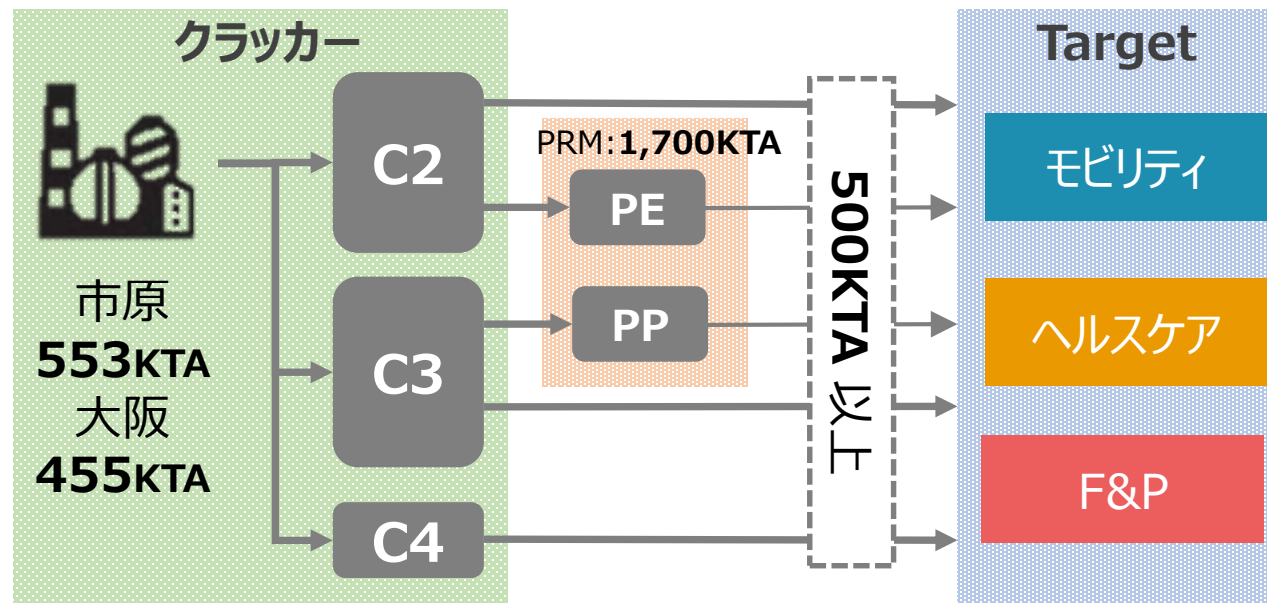 クラッカー
市原
553KTA
大阪
455KTA
C2
C3
C4
PRM:1,700KTA
PE
PP
500KTA 以上
Target
モビリティ
ヘルスケア
F&P